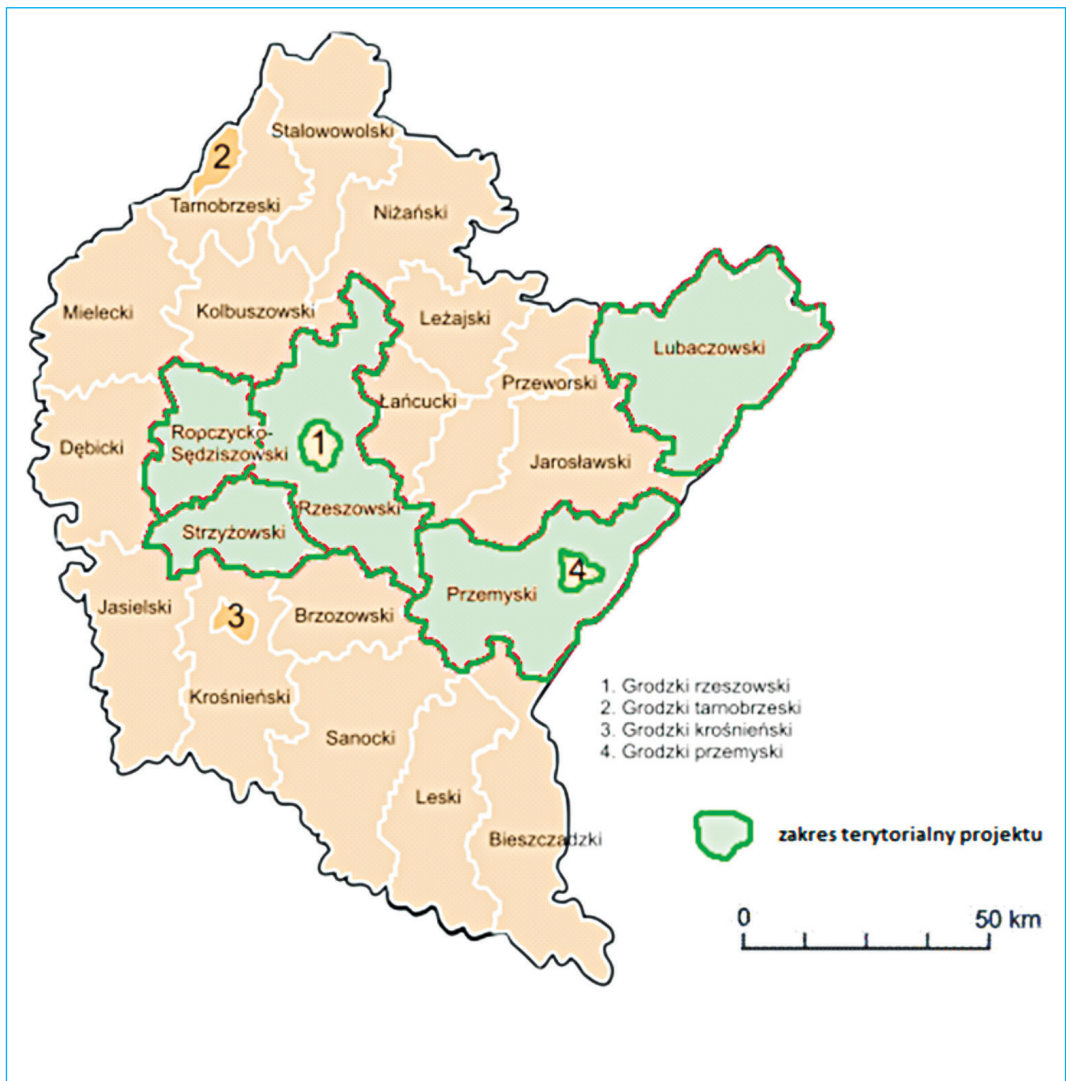 Stalowowolski
2
Tarnobrzeski
Niżański
Mielecki
Kolbuszowski
Leżajski
Lubaczowski
Przeworski
Łańcucki
Ropczycko-
Sędziszowski
1
Dębicki
Jarosławski
Rzeszowski
Strzyżowski
4
Przemyski
Jasielski
3
Brzozowski
Krośnieński
Sanocki
Leski
Bieszczadzki
1. Grodzki rzeszowski
2. Grodzki tarnobrzeski
3. Grodzki krośnieński
4. Grodzki przemyski
zakres terytorialny projektu
0 50 km